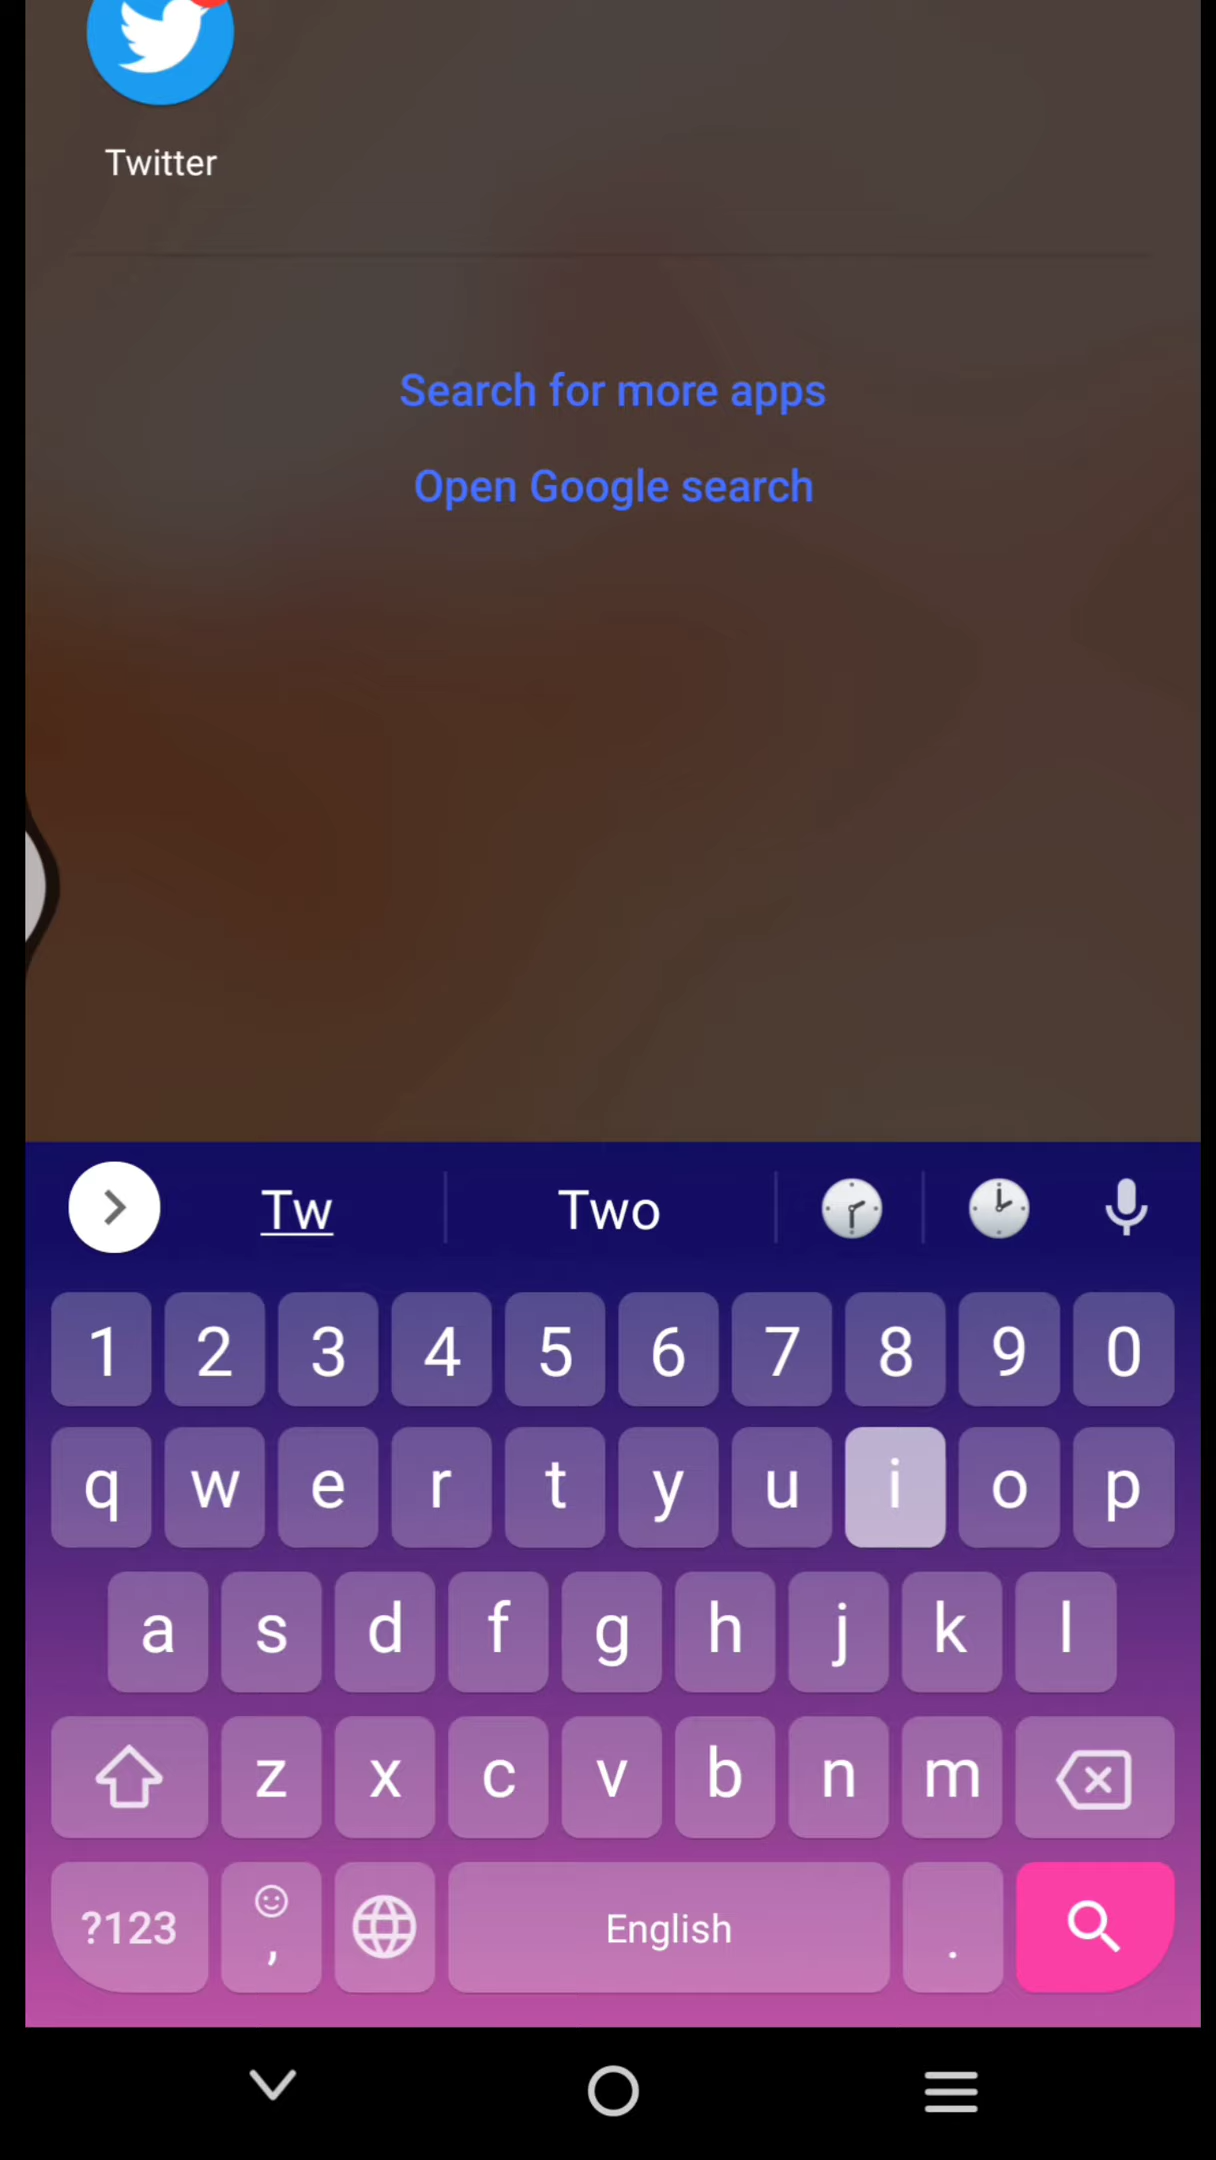 Twitter
Search for more apps
Open Google search
Tw Two
1 2 3 4 5 6 7 8 9 0
q w e r t y u i o p
a s d f g h j k l
z x c v b n m
?123 , English .